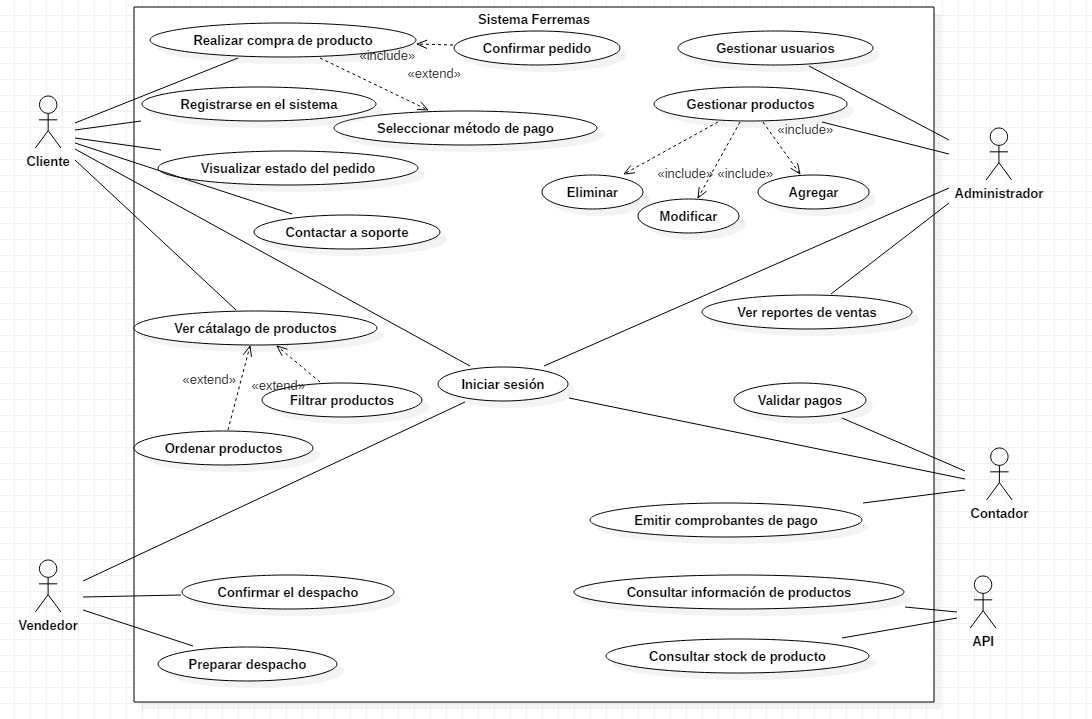 Sistema Ferremas
Realizar compra de producto
Confirmar pedido
Gestionar usuarios
«include»
«extend»
Registrarse en el sistema
Gestionar productos
Seleccionar método de pago
«include»
Cliente
Visualizar estado del pedido
«include»
«include»
Eliminar
Agregar
Administrador
Modificar
Contactar a soporte
Ver cátalago de productos
Ver reportes de ventas
«extend»
«extend»
Iniciar sesión
Filtrar productos
Validar pagos
Ordenar productos
Contador
Emitir comprobantes de pago
Confirmar el despacho
Consultar información de productos
Vendedor
API
Preparar despacho
Consultar stock de producto